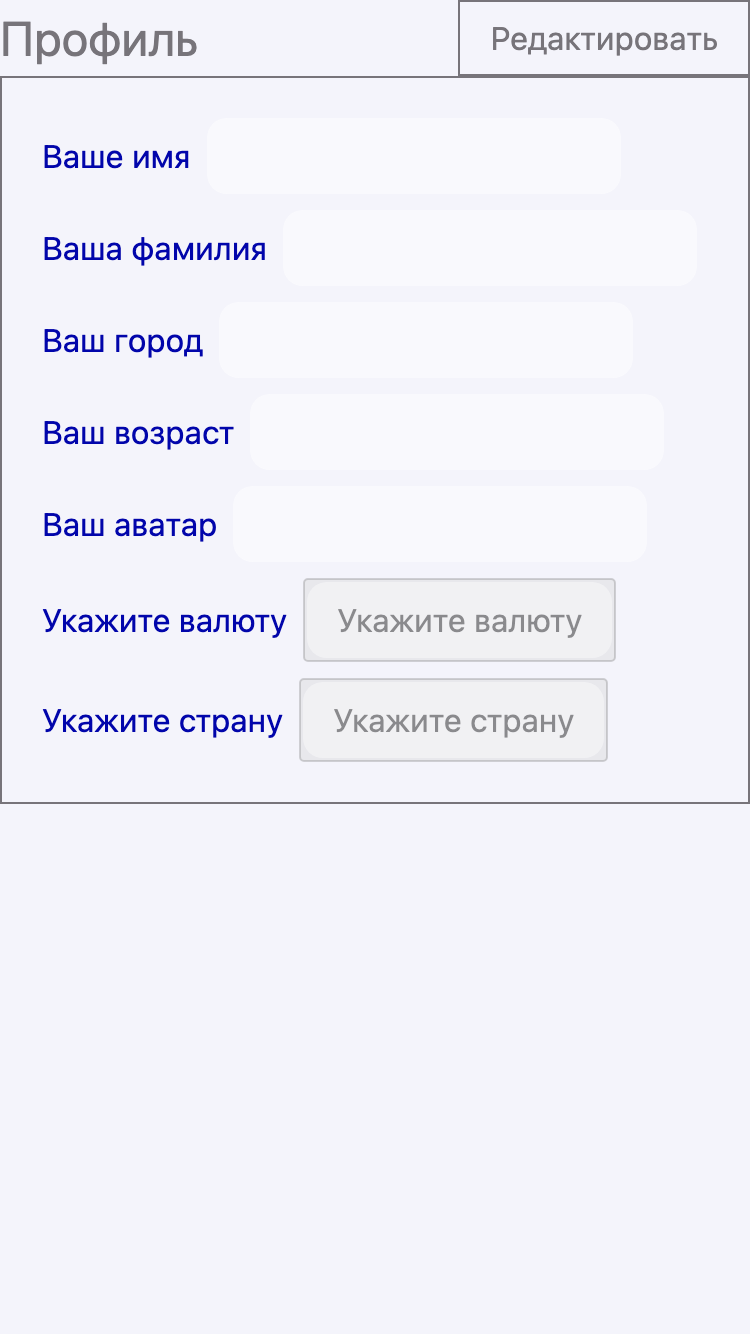 Профиль
Редактировать
Ваше имя
Ваша фамилия
Ваш город
Ваш возраст
Ваш аватар
Укажите валюту Укажите валюту
Укажите страну Укажите страну